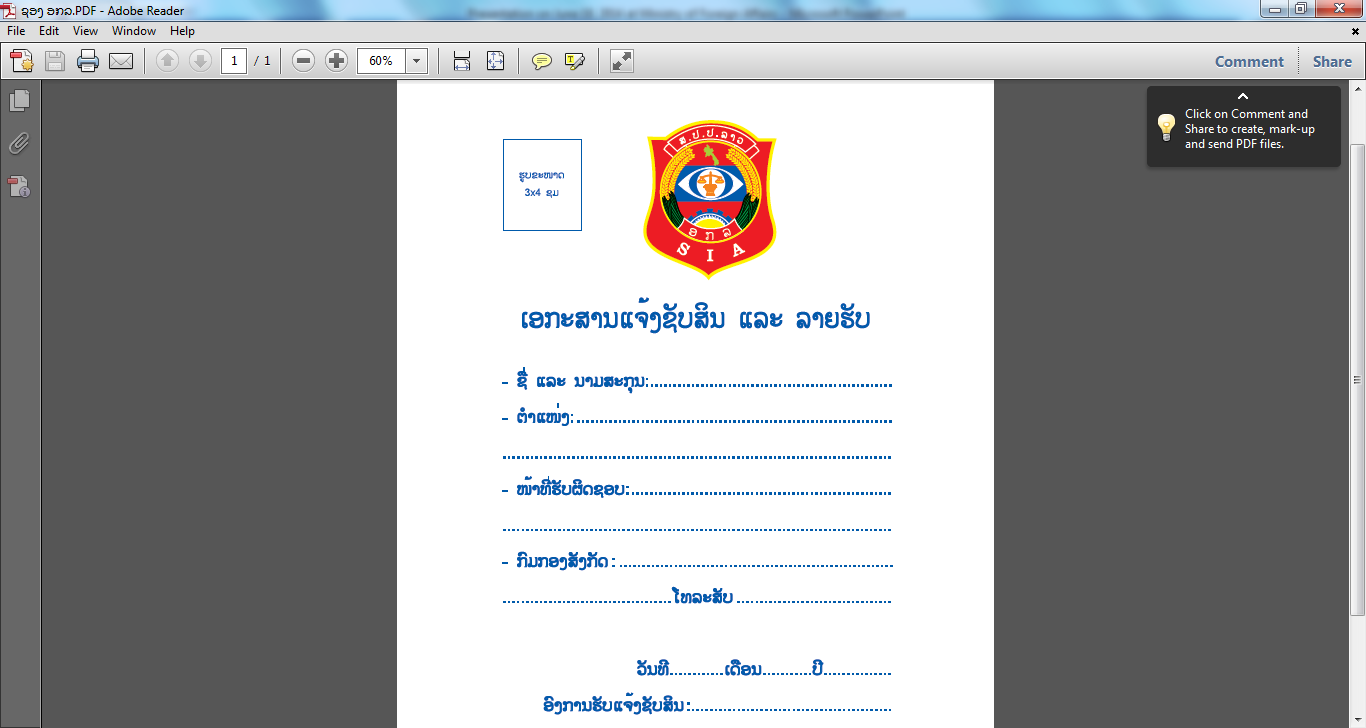 ຊອງ ອກລ.PDF - Adobe Reader
File Edit View Window Help
1 / 1 60% Comment Share
Click on Comment and
Share to create, mark-up
and send PDF files.
ຮູບຂະໜາດ
3x4 ຊມ
ສ.ປ.ປ.ລາວ
ອ ກ ລ
S I A
ເອກະສານແຈ້ງຊັບສິນ ແລະ ລາຍຮັບ
- ຊື່ ແລະ ນາມສະກຸນ:................................................
- ຕຳແໜ່ງ:................................................................
................................................................................
- ໜ້າທີ່ຮັບຜິດຊອບ:....................................................
................................................................................
- ກົມກອງສັງກັດ :........................................................
...................................ໂທລະສັບ................................
ວັນທີ............ເດືອນ...........ປີ...............
ອົງການຮັບແຈ້ງຊັບສິນ:.........................................